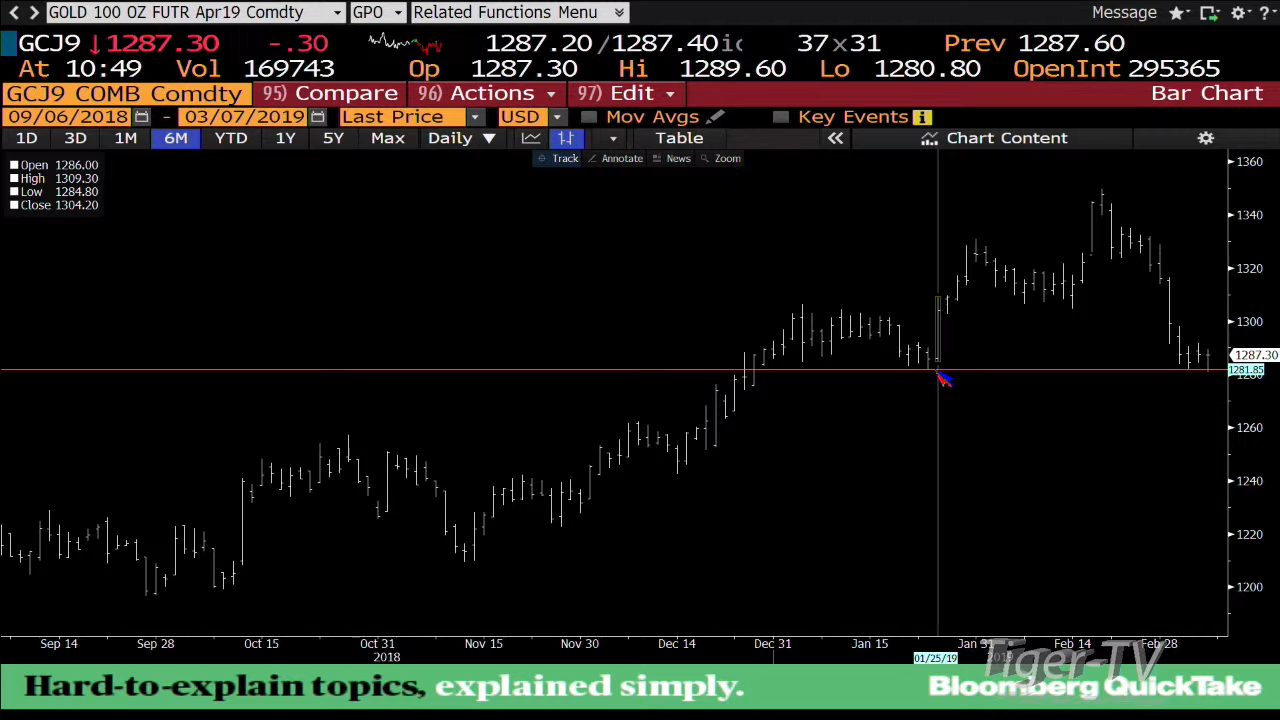 GOLD 100 OZ FUTR Apr19 Comdty GPO Related Functions Menu Message ?
GCJ9 ↓1287.30 -.30 1287.20/1287.40 37x31 Prev 1287.60
At 10:49 Vol 169743 Op 1287.30 Hi 1289.60 Lo 1280.80 OpenInt 295365
GCJ9 COMB Comdty 95) Compare 96) Actions 97) Edit Bar Chart
09/06/2018 - 03/07/2019 Last Price USD Mov Avgs Key Events i
1D 3D 1M 6M YTD 1Y 5Y Max Daily ▼ Table « Chart Content
Track Annotate News Zoom
Open 1286.00
High 1309.30
Low 1284.80
Close 1304.20
1360
1340
1320
1300
1287.30
1281.85
1260
1240
1220
1200
Sep 14 Sep 28 Oct 15 Oct 31 Nov 15 Nov 30 Dec 14 Dec 31 Jan 15 Jan 31 Feb 14 Feb 28
2018 01/25/19 2019
Tiger-TV
Hard-to-explain topics, explained simply. Bloomberg QuickTake